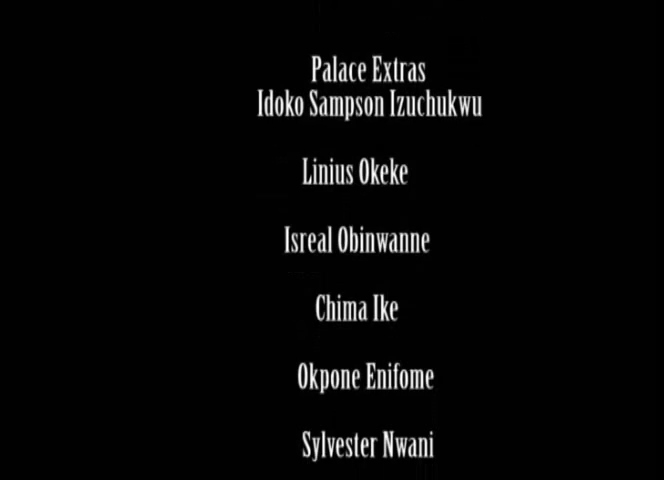 Palace Extras
Idoko Sampson Izuchukwu
Linius Okeke
Isreal Obinwanne
Chima Ike
Okpone Enifome
Sylvester Nwani